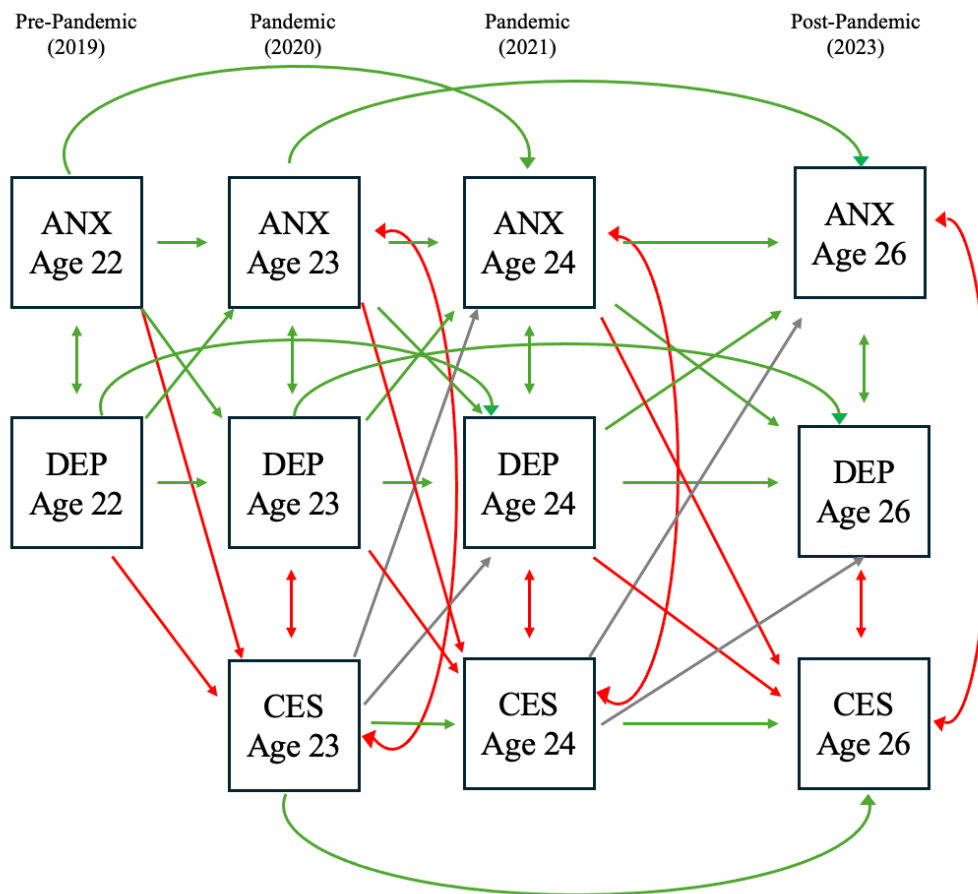 Pre-Pandemic
(2019)
Pandemic
(2020)
Pandemic
(2021)
Post-Pandemic
(2023)
ANX
Age 22
ANX
Age 23
ANX
Age 24
ANX
Age 26
DEP
Age 22
DEP
Age 23
DEP
Age 24
DEP
Age 26
CES
Age 23
CES
Age 24
CES
Age 26